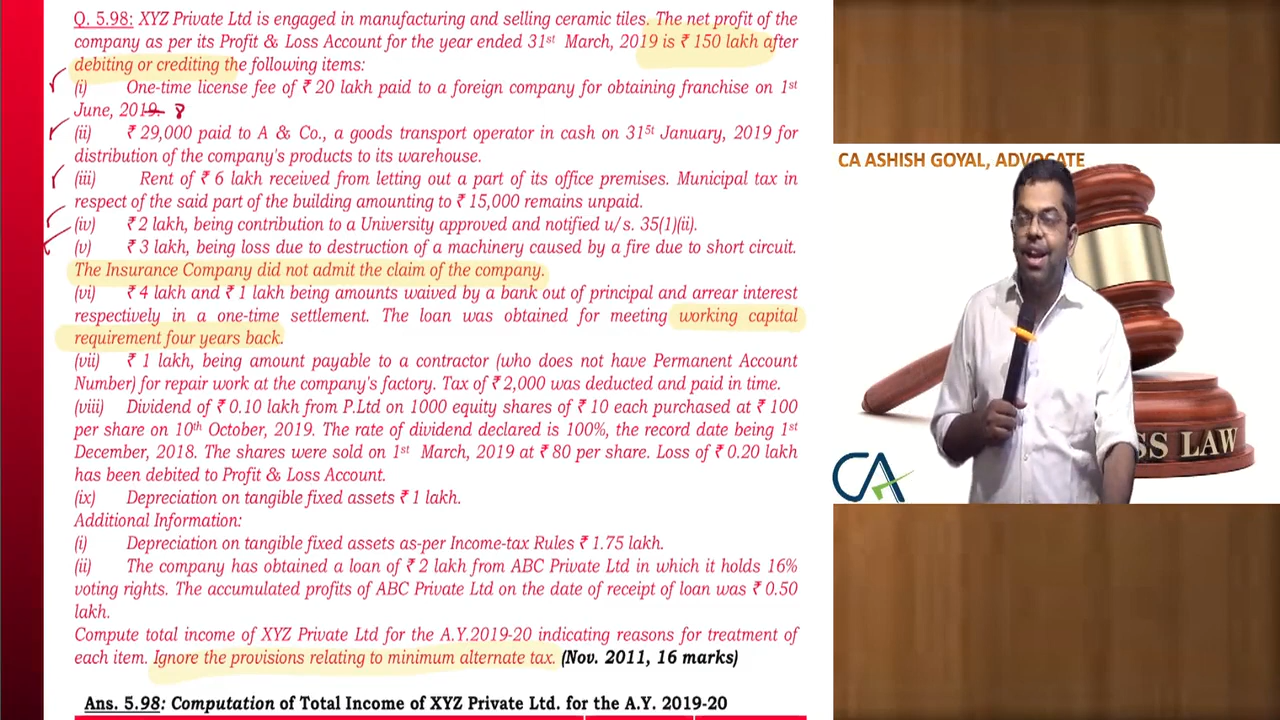 Q. 5.98: XYZ Private Ltd is engaged in manufacturing and selling ceramic tiles. The net profit of the
company as per its Profit & Loss Account for the year ended 31st March, 2019 is ₹ 150 lakh after
debiting or crediting the following items:
(i) One-time license fee of ₹ 20 lakh paid to a foreign company for obtaining franchise on 1st
June, 2019. 8
(ii) ₹ 29,000 paid to A & Co., a goods transport operator in cash on 31st January, 2019 for
distribution of the company's products to its warehouse.
(iii) Rent of ₹ 6 lakh received from letting out a part of its office premises. Municipal tax in
respect of the said part of the building amounting to ₹ 15,000 remains unpaid.
(iv) ₹ 2 lakh, being contribution to a University approved and notified u/s. 35(1)(ii).
(v) ₹ 3 lakh, being loss due to destruction of a machinery caused by a fire due to short circuit.
The Insurance Company did not admit the claim of the company.
(vi) ₹ 4 lakh and ₹ 1 lakh being amounts waived by a bank out of principal and arrear interest
respectively in a one-time settlement. The loan was obtained for meeting working capital
requirement four years back.
(vii) ₹ 1 lakh, being amount payable to a contractor (who does not have Permanent Account
Number) for repair work at the company's factory. Tax of ₹ 2,000 was deducted and paid in time.
(viii) Dividend of ₹ 0.10 lakh from P.Ltd on 1000 equity shares of ₹ 10 each purchased at ₹ 100
per share on 10th October, 2019. The rate of dividend declared is 100%, the record date being 1st
December, 2018. The shares were sold on 1st March, 2019 at ₹ 80 per share. Loss of ₹ 0.20 lakh
has been debited to Profit & Loss Account.
(ix) Depreciation on tangible fixed assets ₹ 1 lakh.
Additional Information:
(i) Depreciation on tangible fixed assets as-per Income-tax Rules ₹ 1.75 lakh.
(ii) The company has obtained a loan of ₹ 2 lakh from ABC Private Ltd in which it holds 16%
voting rights. The accumulated profits of ABC Private Ltd on the date of receipt of loan was ₹ 0.50
lakh.
Compute total income of XYZ Private Ltd for the A.Y.2019-20 indicating reasons for treatment of
each item. Ignore the provisions relating to minimum alternate tax. (Nov. 2011, 16 marks)
Ans. 5.98: Computation of Total Income of XYZ Private Ltd. for the A.Y. 2019-20
CA ASHISH GOYAL, ADVOCATE
SS LAW
CA